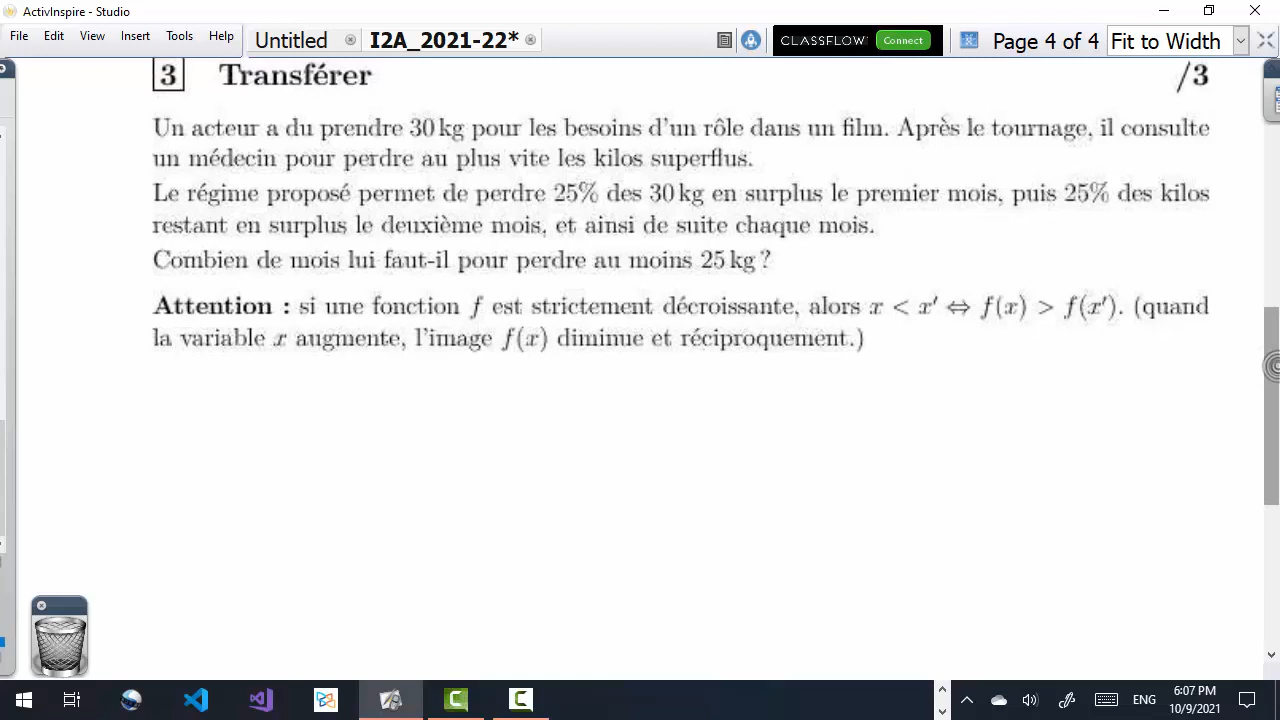 ActivInspire - Studio
File Edit View Insert Tools Help
Untitled
I2A_2021-22*
CLASSFLOW Connect
Page 4 of 4
Fit to Width
3 Transférer /3
Un acteur a du prendre 30 kg pour les besoins d'un rôle dans un film. Après le tournage, il consulte
un médecin pour perdre au plus vite les kilos superflus.
Le régime proposé permet de perdre 25% des 30 kg en surplus le premier mois, puis 25% des kilos
restant en surplus le deuxième mois, et ainsi de suite chaque mois.
Combien de mois lui faut-il pour perdre au moins 25 kg ?
Attention : si une fonction f est strictement décroissante, alors x < x′ ⇔ f(x) > f(x′). (quand
la variable x augmente, l'image f(x) diminue et réciproquement.)
ENG
6:07 PM
10/9/2021